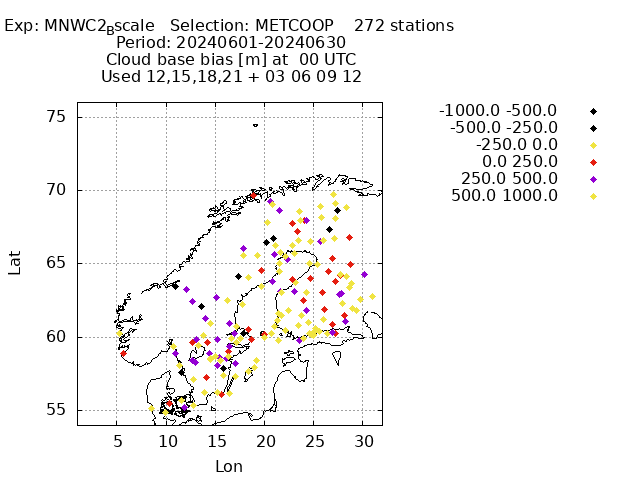 Exp: MNWC2Bscale   Selection: METCOOP    272 stations
Period: 20240601-20240630
Cloud base bias [m] at  00 UTC
Used 12,15,18,21 + 03 06 09 12
-1000.0 -500.0
-500.0 -250.0
-250.0 0.0
0.0 250.0
250.0 500.0
500.0 1000.0
75
70
65
60
55
Lat
5 10 15 20 25 30
Lon